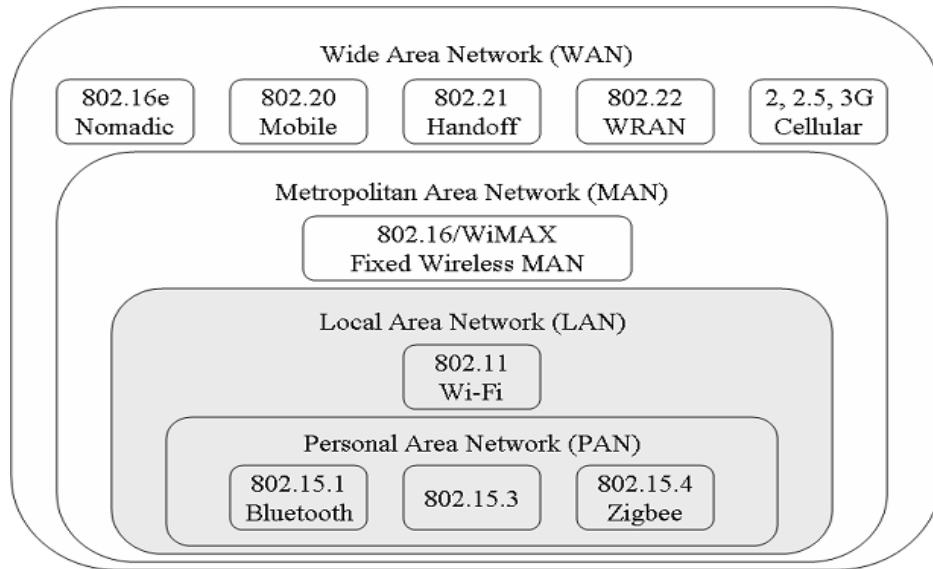 Wide Area Network (WAN)
802.16e
Nomadic
802.20
Mobile
802.21
Handoff
802.22
WRAN
2, 2.5, 3G
Cellular
Metropolitan Area Network (MAN)
802.16/WiMAX
Fixed Wireless MAN
Local Area Network (LAN)
802.11
Wi-Fi
Personal Area Network (PAN)
802.15.1
Bluetooth
802.15.3
802.15.4
Zigbee